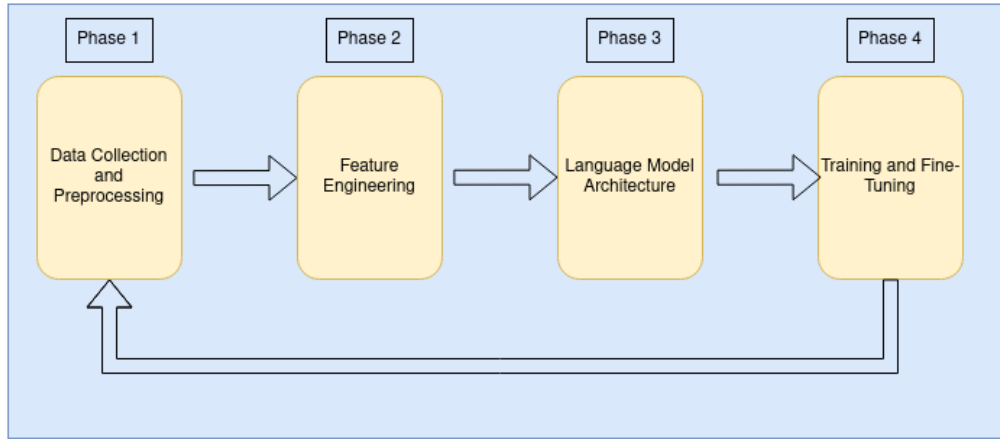 Phase 1
Phase 2
Phase 3
Phase 4
Data Collection
and
Preprocessing
Feature
Engineering
Language Model
Architecture
Training and Fine-
Tuning